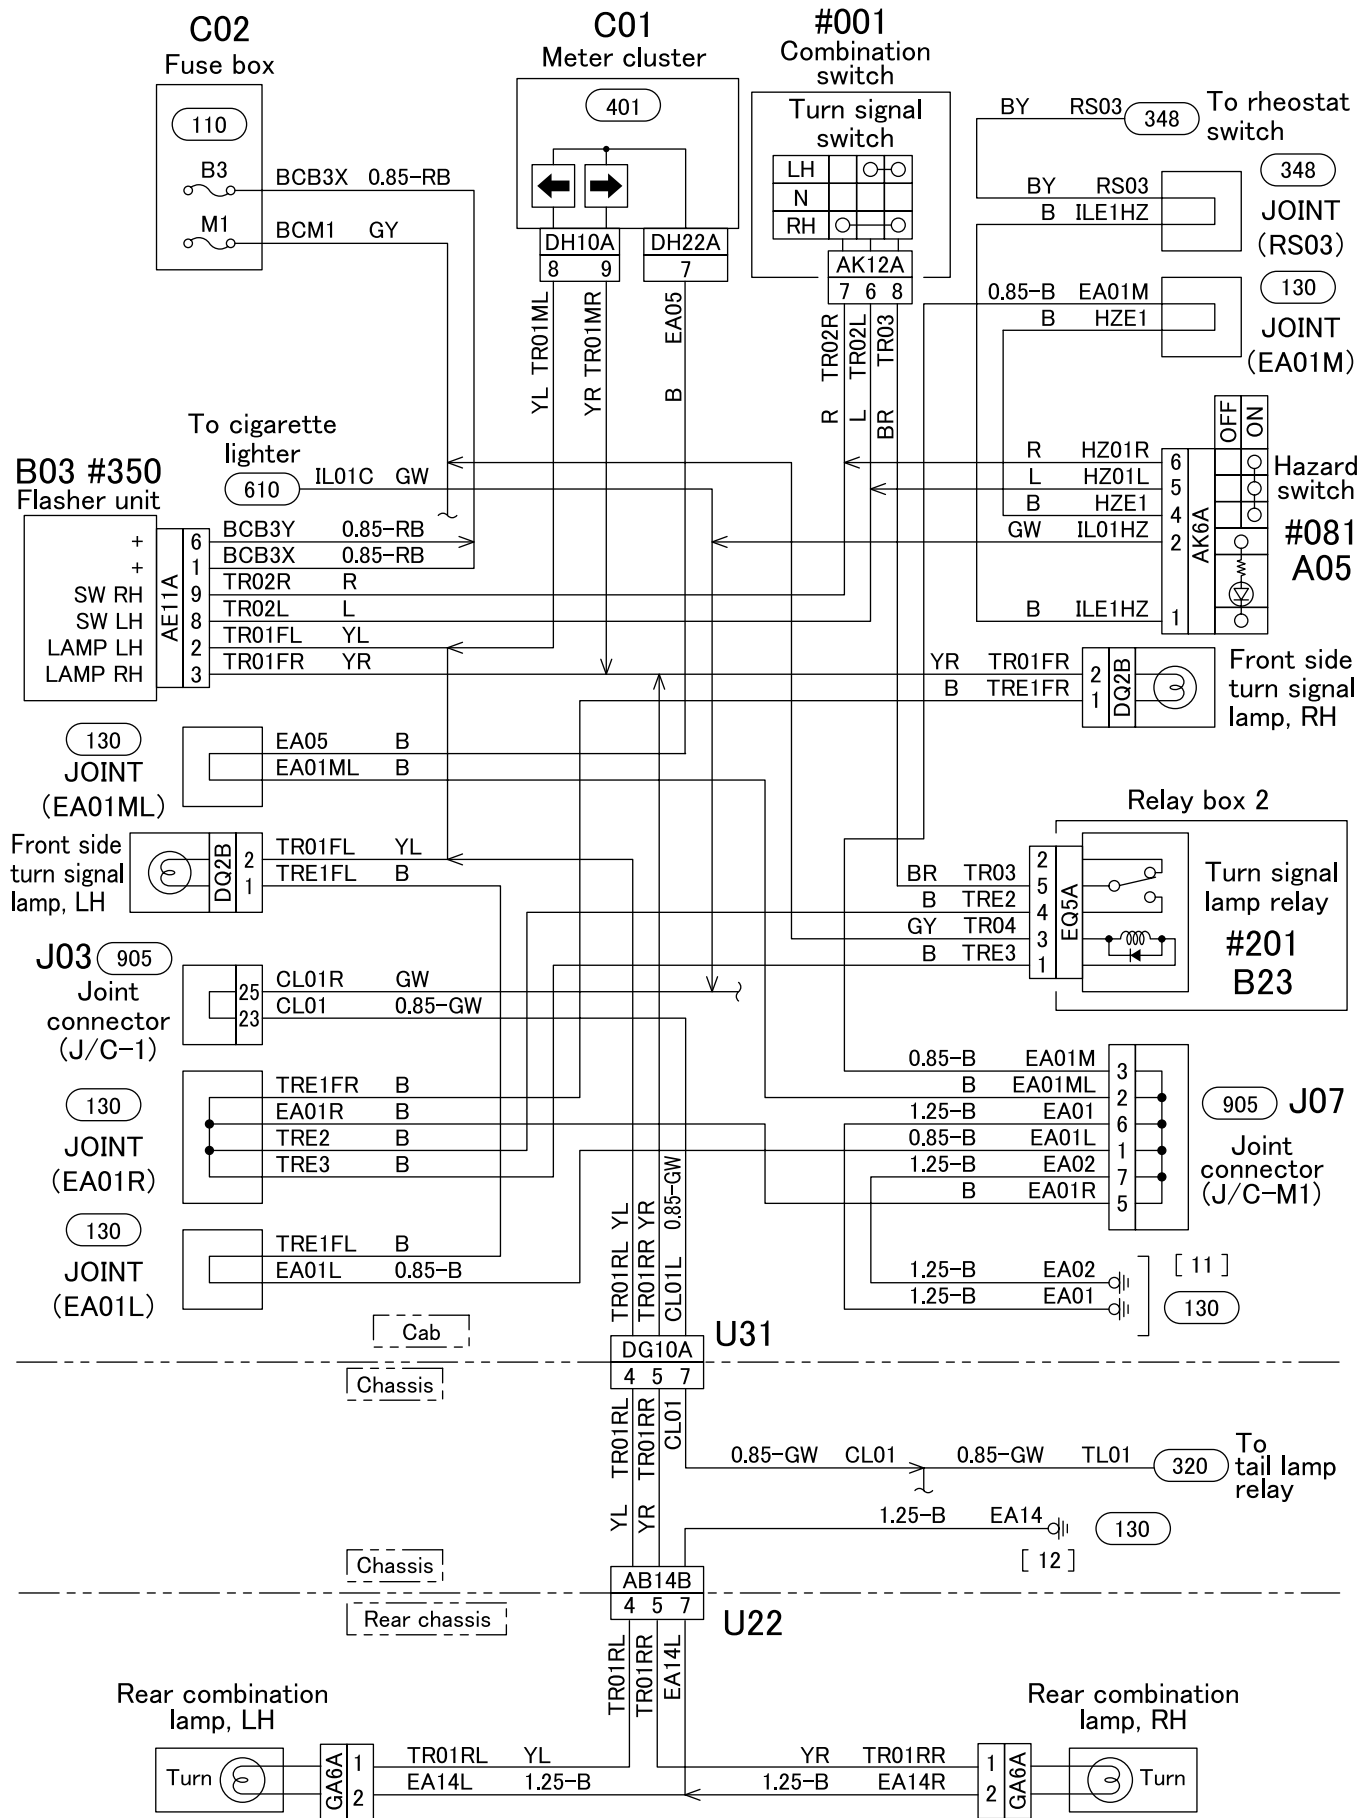 C02
Fuse box
110
B3
M1
BCB3X 0.85-RB
BCM1 GY
C01
Meter cluster
401
DH10A
8 9
DH22A
7
YL TR01ML
YR TR01MR
B EA05
#001
Combination
switch
Turn signal
switch
LH
N
RH
AK12A
7 6 8
R TR02R
L TR02L
BR TR03
BY RS03
348
To rheostat
switch
BY RS03
B ILE1HZ
348
JOINT
(RS03)
0.85-B EA01M
B HZE1
130
JOINT
(EA01M)
OFF
ON
R HZ01R
L HZ01L
B HZE1
GW IL01HZ
B ILE1HZ
6
5
4
2
1
AK6A
Hazard
switch
#081
A05
To cigarette
lighter
610
IL01C GW
B03 #350
Flasher unit
+
+
SW RH
SW LH
LAMP LH
LAMP RH
AE11A
6
1
9
8
2
3
BCB3Y 0.85-RB
BCB3X 0.85-RB
TR02R R
TR02L L
TR01FL YL
TR01FR YR
YR TR01FR
B TRE1FR
2
1
DQ2B
Front side
turn signal
lamp, RH
130
JOINT
(EA01ML)
EA05 B
EA01ML B
Front side
turn signal
lamp, LH
DQ2B
2
1
TR01FL YL
TRE1FL B
Relay box 2
BR TR03
B TRE2
GY TR04
B TRE3
2
5
4
3
1
EQ5A
Turn signal
lamp relay
#201
B23
J03 905
Joint
connector
(J/C-1)
25
23
CL01R GW
CL01 0.85-GW
130
JOINT
(EA01R)
TRE1FR B
EA01R B
TRE2 B
TRE3 B
0.85-B EA01M
B EA01ML
1.25-B EA01
0.85-B EA01L
1.25-B EA02
B EA01R
3
2
6
1
7
5
905 J07
Joint
connector
(J/C-M1)
130
JOINT
(EA01L)
TRE1FL B
EA01L 0.85-B
1.25-B EA02
1.25-B EA01
[ 11 ]
130
TR01RL YL
TR01RR YR
CL01L 0.85-GW
Cab
DG10A
4 5 7
U31
Chassis
YL TR01RL
YR TR01RR
CL01
0.85-GW CL01
0.85-GW TL01
320
To
tail lamp
relay
1.25-B EA14
130
[ 12 ]
Chassis
AB14B
4 5 7
U22
Rear chassis
TR01RL
TR01RR
EA14L
Rear combination
lamp, LH
Turn
GA6A
1
2
TR01RL YL
EA14L 1.25-B
YR TR01RR
1.25-B EA14R
1
2
GA6A
Rear combination
lamp, RH
Turn